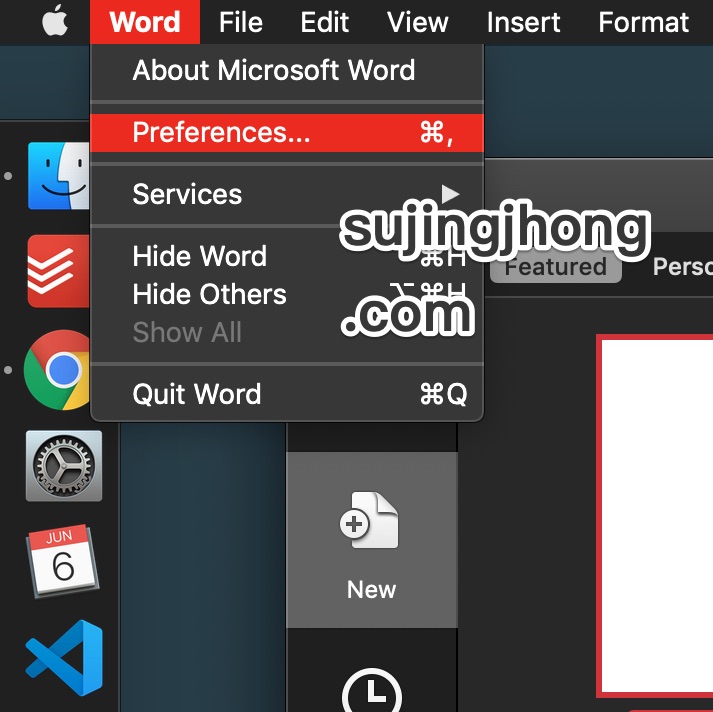 Word File Edit View Insert Format
About Microsoft Word
Preferences... ⌘,
Services ▶
Hide Word ⌘H
Hide Others ⌥⌘H
Show All
Quit Word ⌘Q
sujingjhong
.com
Featured
New
JUN
6